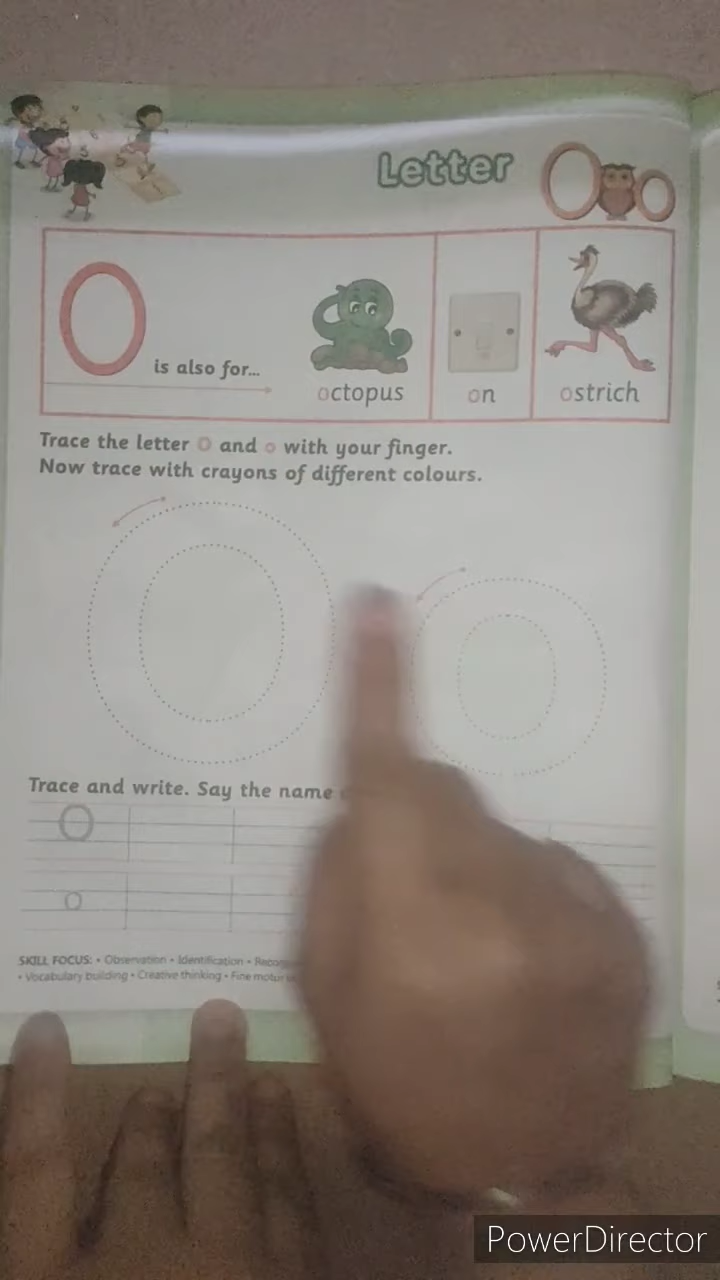 Letter Oo
O is also for...
octopus on ostrich
Trace the letter O and o with your finger.
Now trace with crayons of different colours.
Trace and write. Say the name
O
o
SKILL FOCUS: • Observation • Identification
• Vocabulary building • Creative thinking • Fine motor
PowerDirector